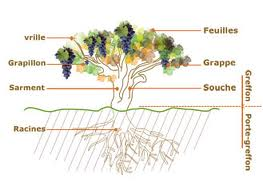 vrille
Feuilles
Grapillon
Grappe
Sarment
Souche
Greffon
Porte-greffon
Racines